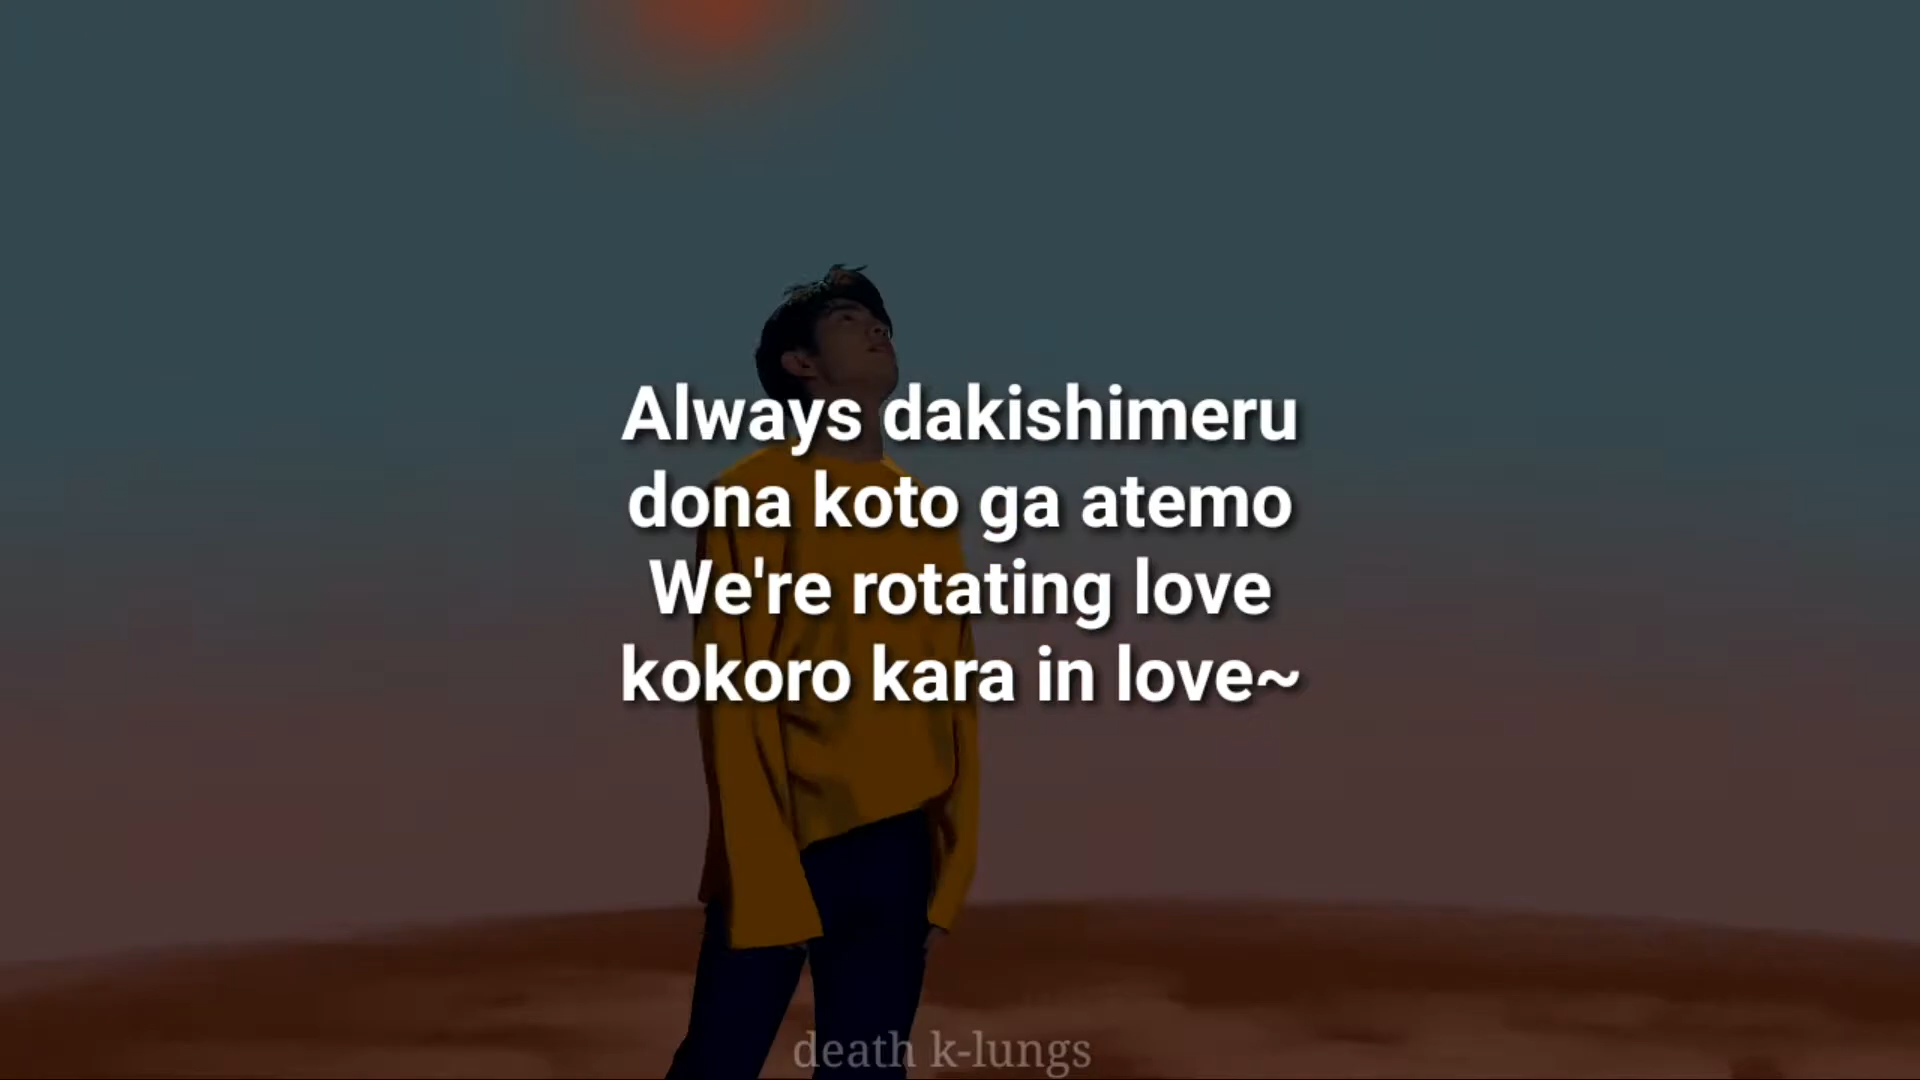 Always dakishimeru
dona koto ga atemo
We're rotating love
kokoro kara in love~
death k-lungs